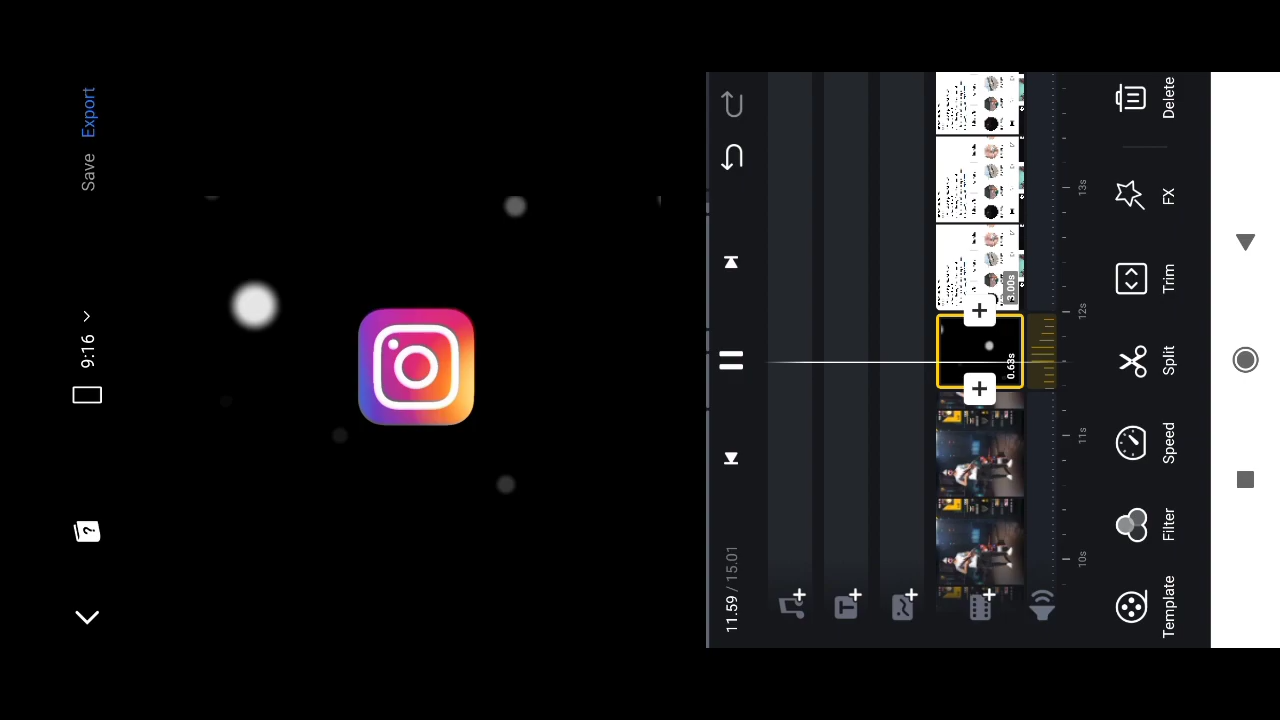 9:16
Save
Export
11.59 / 15.01
3.00s
0.63s
10s
11s
12s
13s
Template
Filter
Speed
Split
Trim
FX
Delete